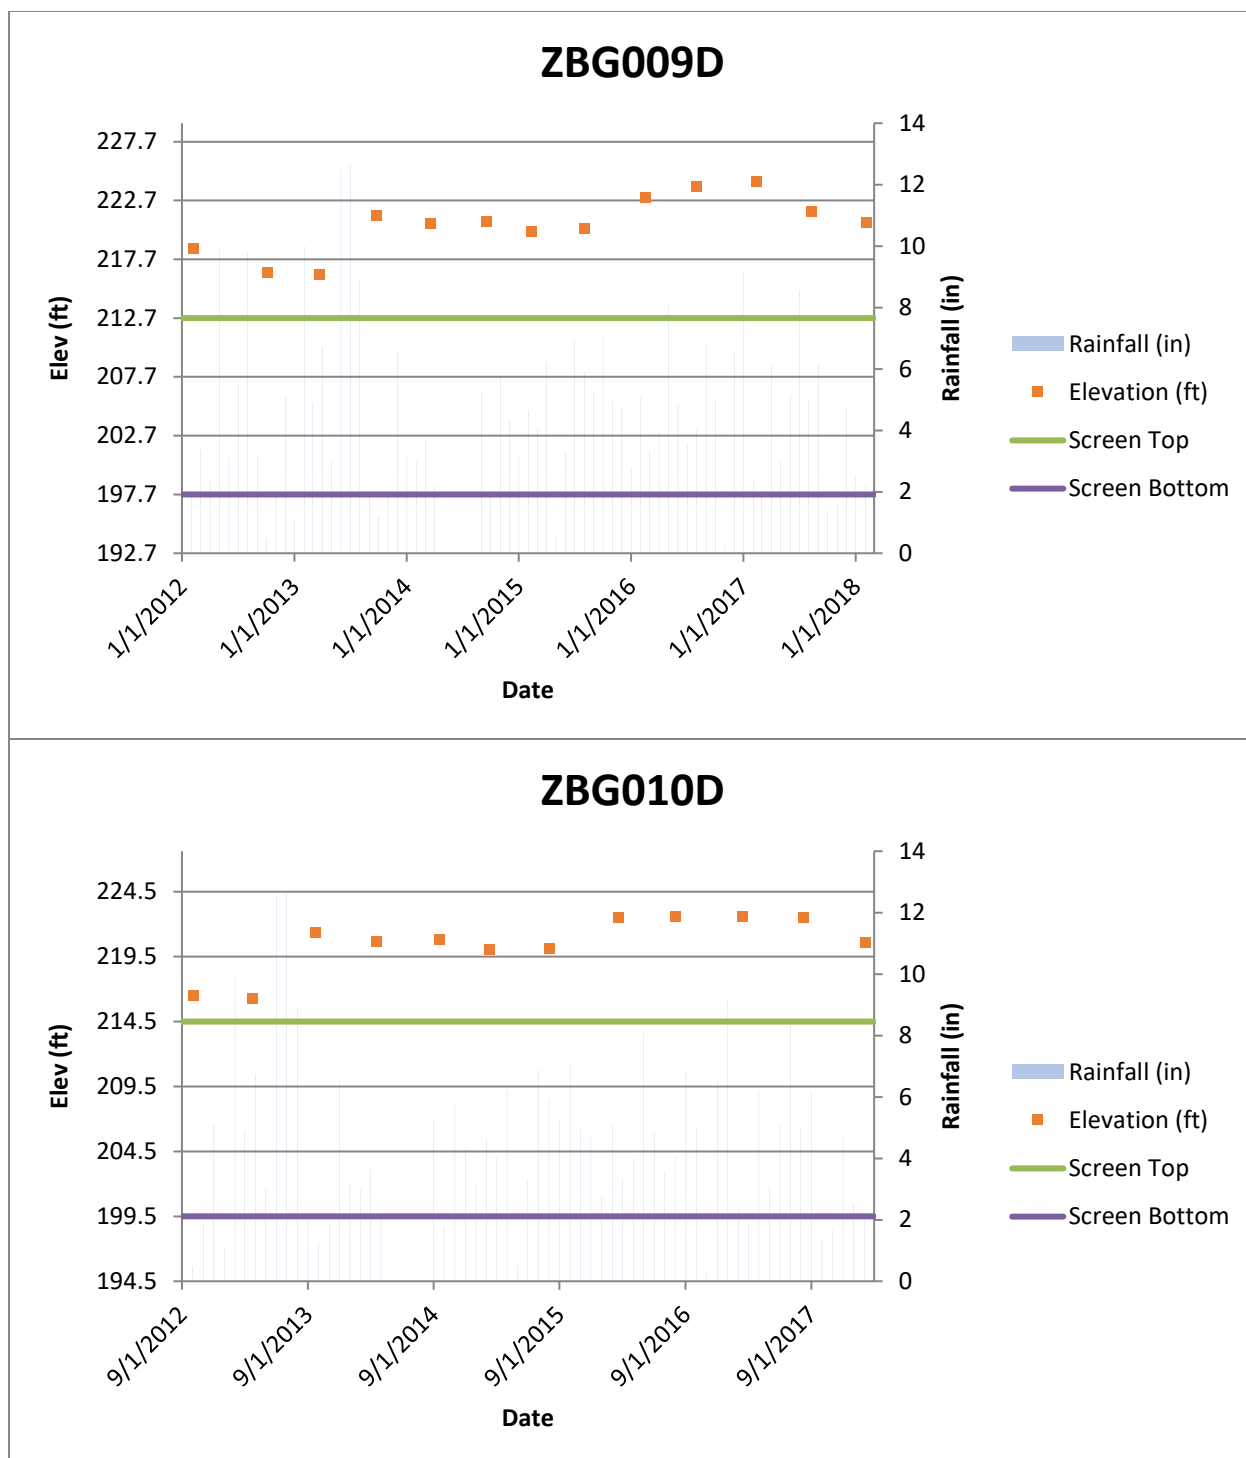 ZBG009D
227.7
222.7
217.7
212.7
207.7
202.7
197.7
192.7
Elev (ft)
14
12
10
8
6
4
2
0
Rainfall (in)
1/1/2012
1/1/2013
1/1/2014
1/1/2015
1/1/2016
1/1/2017
1/1/2018
Date
Rainfall (in)
Elevation (ft)
Screen Top
Screen Bottom
ZBG010D
224.5
219.5
214.5
209.5
204.5
199.5
194.5
Elev (ft)
14
12
10
8
6
4
2
0
Rainfall (in)
9/1/2012
9/1/2013
9/1/2014
9/1/2015
9/1/2016
9/1/2017
Date
Rainfall (in)
Elevation (ft)
Screen Top
Screen Bottom